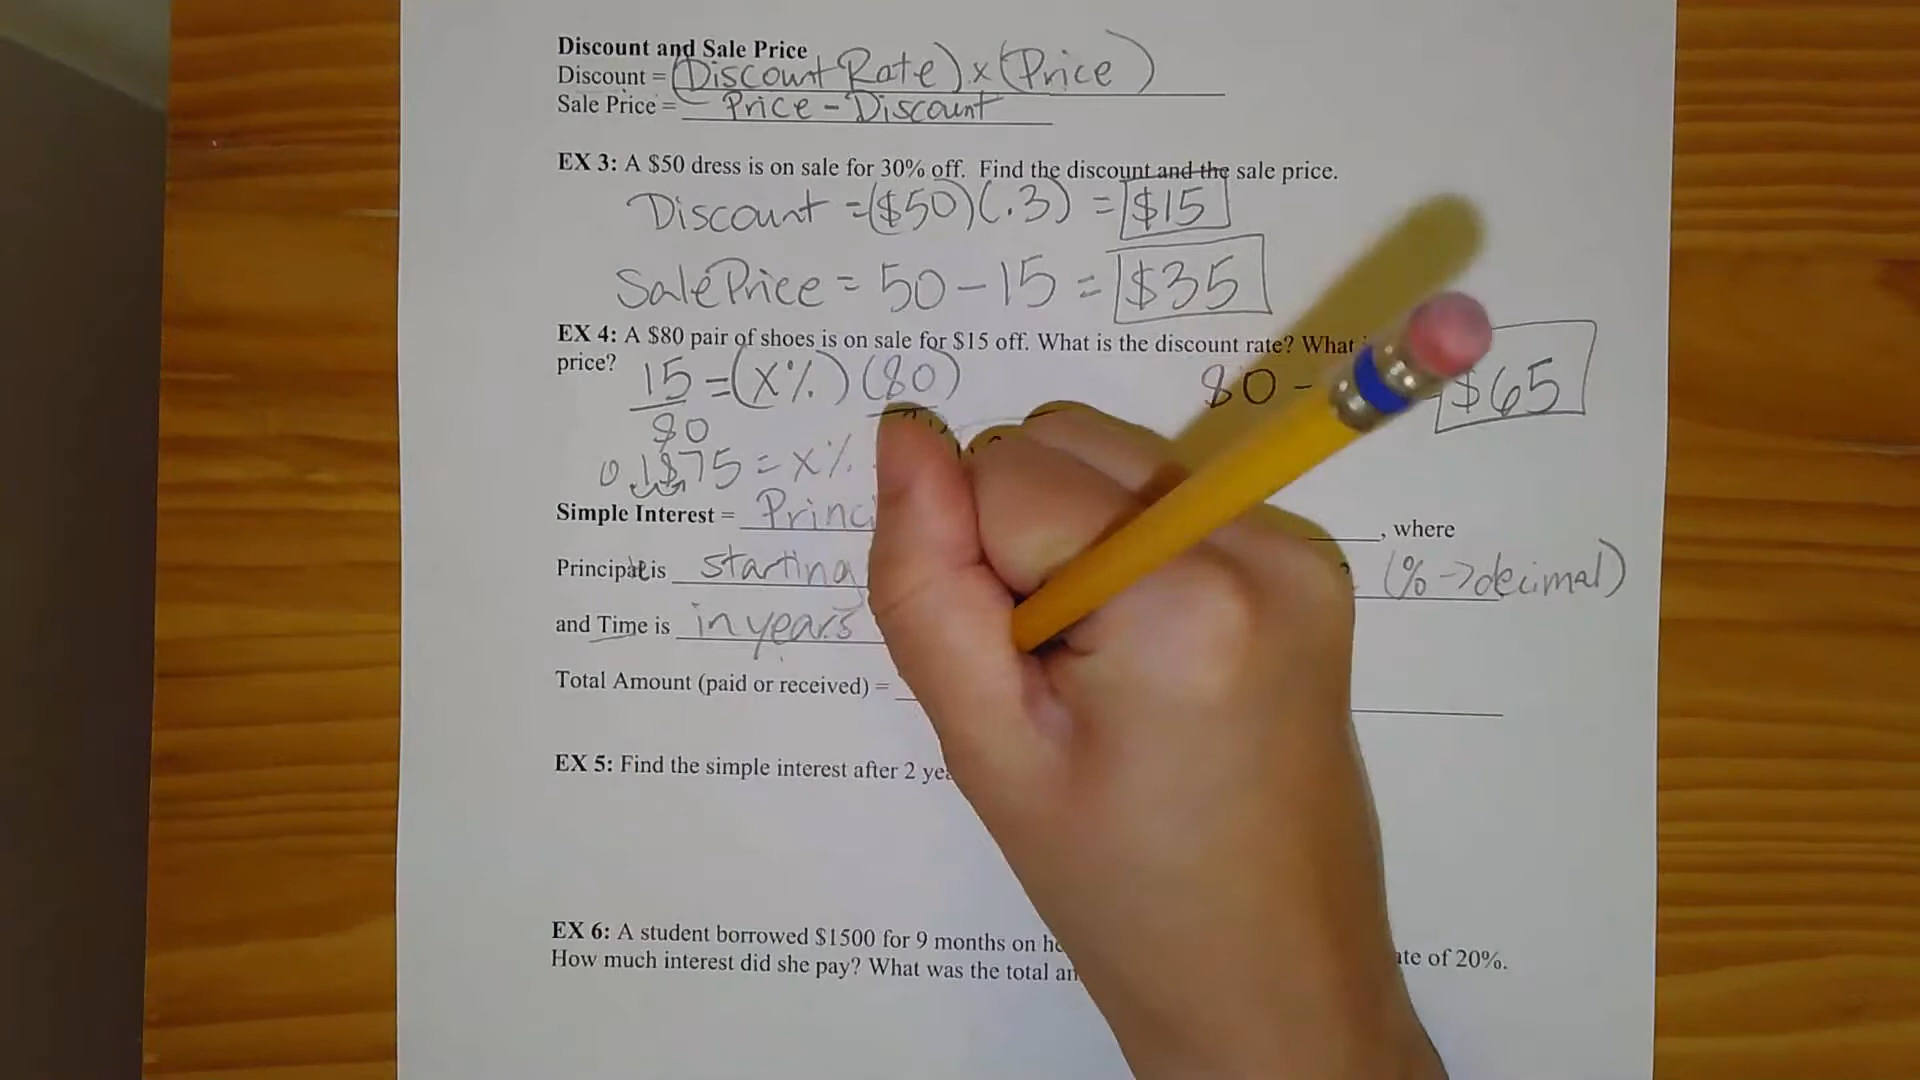 Discount and Sale Price
Discount = (Discount Rate) x (Price)
Sale Price = Price - Discount
EX 3: A $50 dress is on sale for 30% off. Find the discount and the sale price.
Discount = ($50)(.3) = $15
Sale Price = 50 - 15 = $35
EX 4: A $80 pair of shoes is on sale for $15 off. What is the discount rate? What
price?
15 = (x%) (80)
80
80 - $65
0.1875 = x%
Simple Interest = , where
Principal is starting (% -> decimal)
and Time is in years
Total Amount (paid or received) =
EX 5: Find the simple interest after 2
EX 6: A student borrowed $1500 for 9 months on of 20%.
How much interest did she pay? What was the total